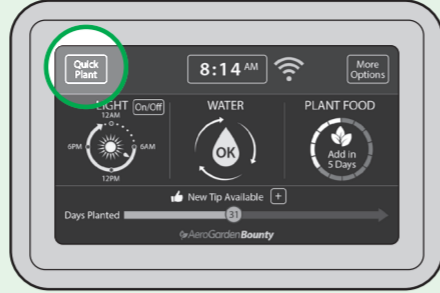 Quick
Plant
8:14 AM
More
Options
LIGHT On/Off
12AM
6PM
6AM
12PM
WATER
OK
PLANT FOOD
Add in
5 Days
New Tip Available +
Days Planted 31
AeroGarden Bounty